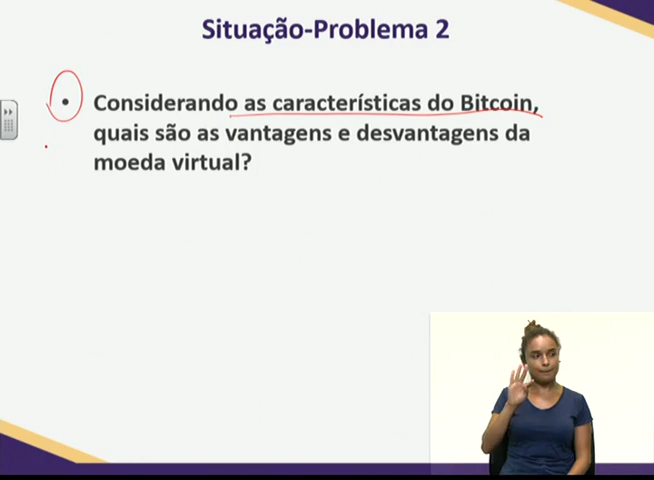 Situação-Problema 2
• Considerando as características do Bitcoin,
quais são as vantagens e desvantagens da
moeda virtual?